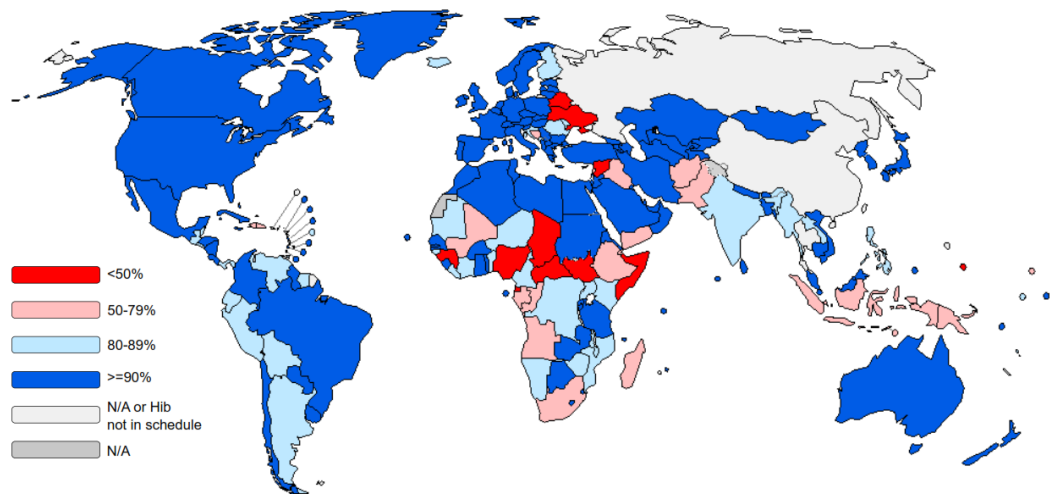 <50%
50-79%
80-89%
>=90%
N/A or Hib
not in schedule
N/A